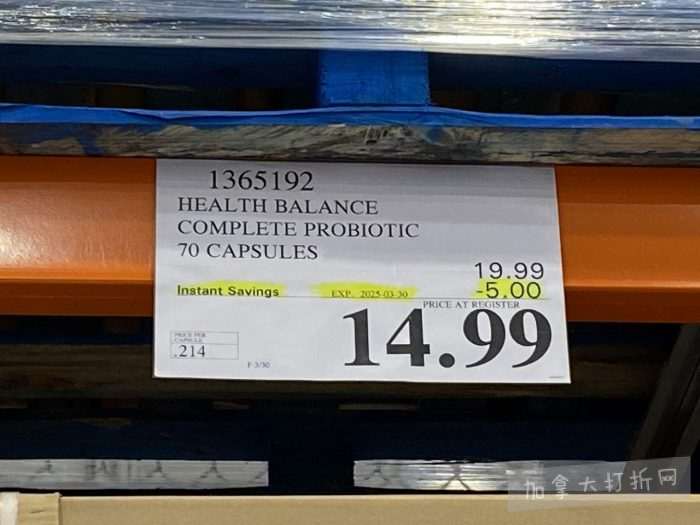 1365192
HEALTH BALANCE
COMPLETE PROBIOTIC
70 CAPSULES
19.99
Instant Savings EXP. 2025-03-30 -5.00
PRICE AT REGISTER
14.99
PRICE PER
CAPSULE
.214
F 3/30
加拿大打折网